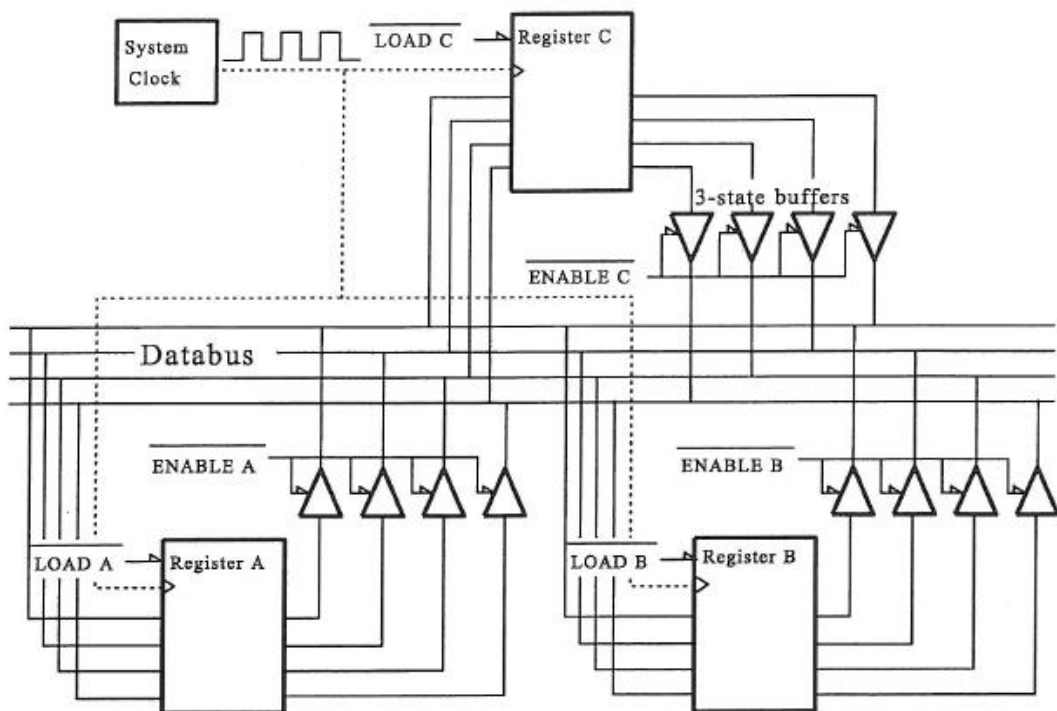 System
Clock
LOAD C
Register C
3-state buffers
ENABLE C
Databus
ENABLE A
ENABLE B
LOAD A
Register A
LOAD B
Register B